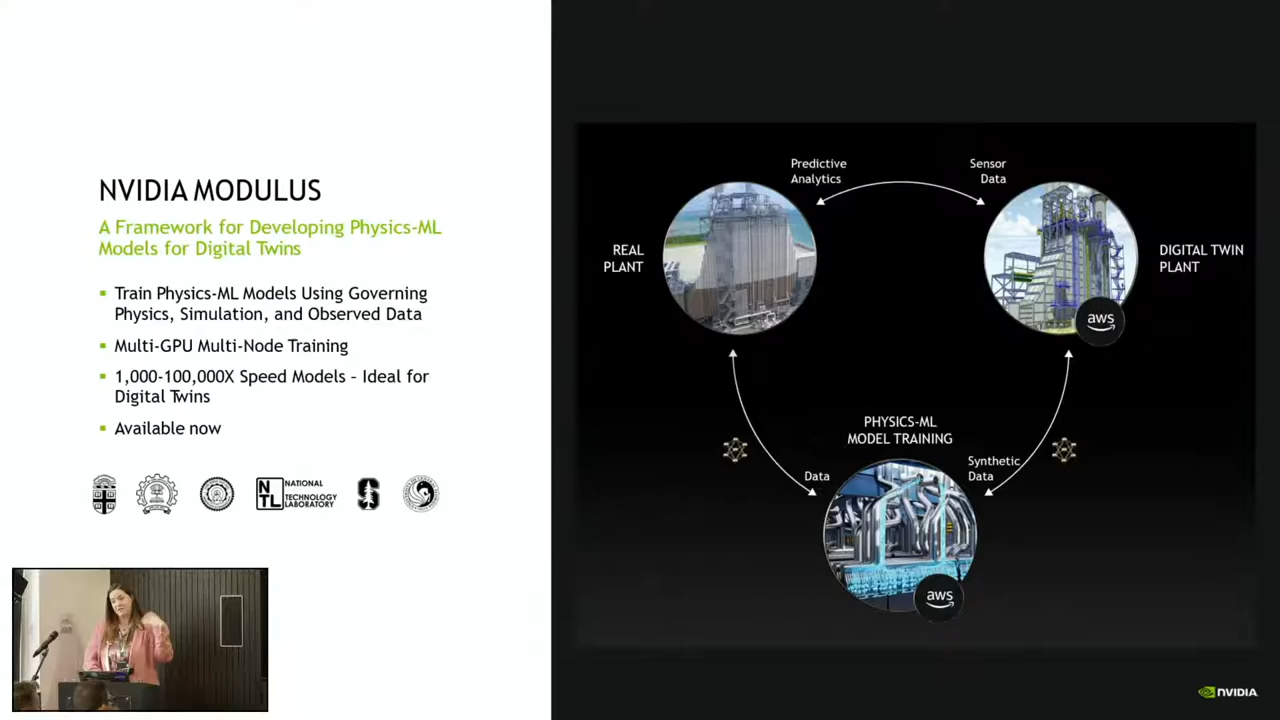 NVIDIA MODULUS
A Framework for Developing Physics-ML
Models for Digital Twins
Train Physics-ML Models Using Governing
Physics, Simulation, and Observed Data
Multi-GPU Multi-Node Training
1,000-100,000X Speed Models – Ideal for
Digital Twins
Available now
NTL
NATIONAL
TECHNOLOGY
LABORATORY
Predictive
Analytics
Sensor
Data
REAL
PLANT
DIGITAL TWIN
PLANT
aws
PHYSICS-ML
MODEL TRAINING
Data
Synthetic
Data
aws
NVIDIA